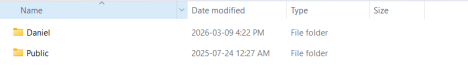 Name Date modified Type Size
Daniel 2026-03-09 4:22 PM File folder
Public 2025-07-24 12:27 AM File folder